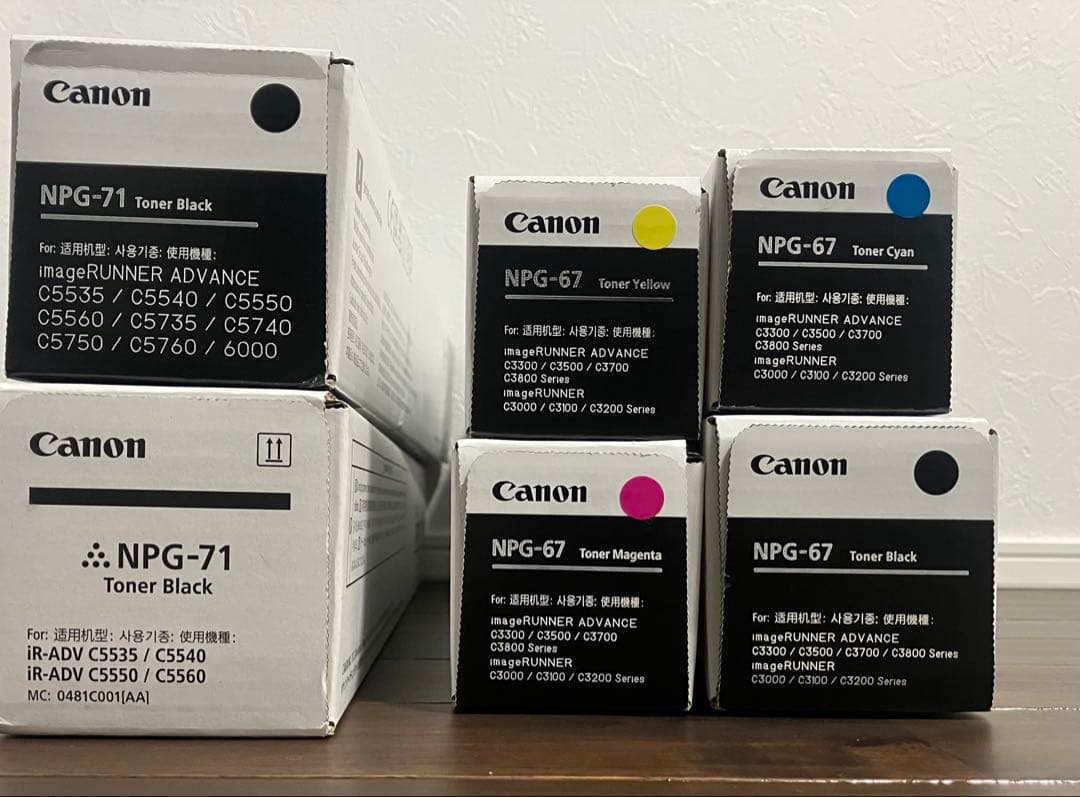 Canon
NPG-71 Toner Black
For: 适用机型: 사용기종: 使用機種:
imageRUNNER ADVANCE
C5535 / C5540 / C5550
C5560 / C5735 / C5740
C5750 / C5760 / 6000
Canon
NPG-71
Toner Black
For: 适用机型: 사용기종: 使用機種:
iR-ADV C5535 / C5540
iR-ADV C5550 / C5560
MC: 0481C001[AA]
Canon
NPG-67 Toner Yellow
For: 适用机型: 사용기종: 使用機種:
imageRUNNER ADVANCE
C3300 / C3500 / C3700
C3800 Series
imageRUNNER
C3000 / C3100 / C3200 Series
Canon
NPG-67 Toner Cyan
For: 适用机型: 사용기종: 使用機種:
imageRUNNER ADVANCE
C3300 / C3500 / C3700
C3800 Series
imageRUNNER
C3000 / C3100 / C3200 Series
Canon
NPG-67 Toner Magenta
For: 适用机型: 사용기종: 使用機種:
imageRUNNER ADVANCE
C3300 / C3500 / C3700
C3800 Series
imageRUNNER
C3000 / C3100 / C3200 Series
Canon
NPG-67 Toner Black
For: 适用机型: 사용기종: 使用機種:
imageRUNNER ADVANCE
C3300 / C3500 / C3700 / C3800 Series
imageRUNNER
C3000 / C3100 / C3200 Series